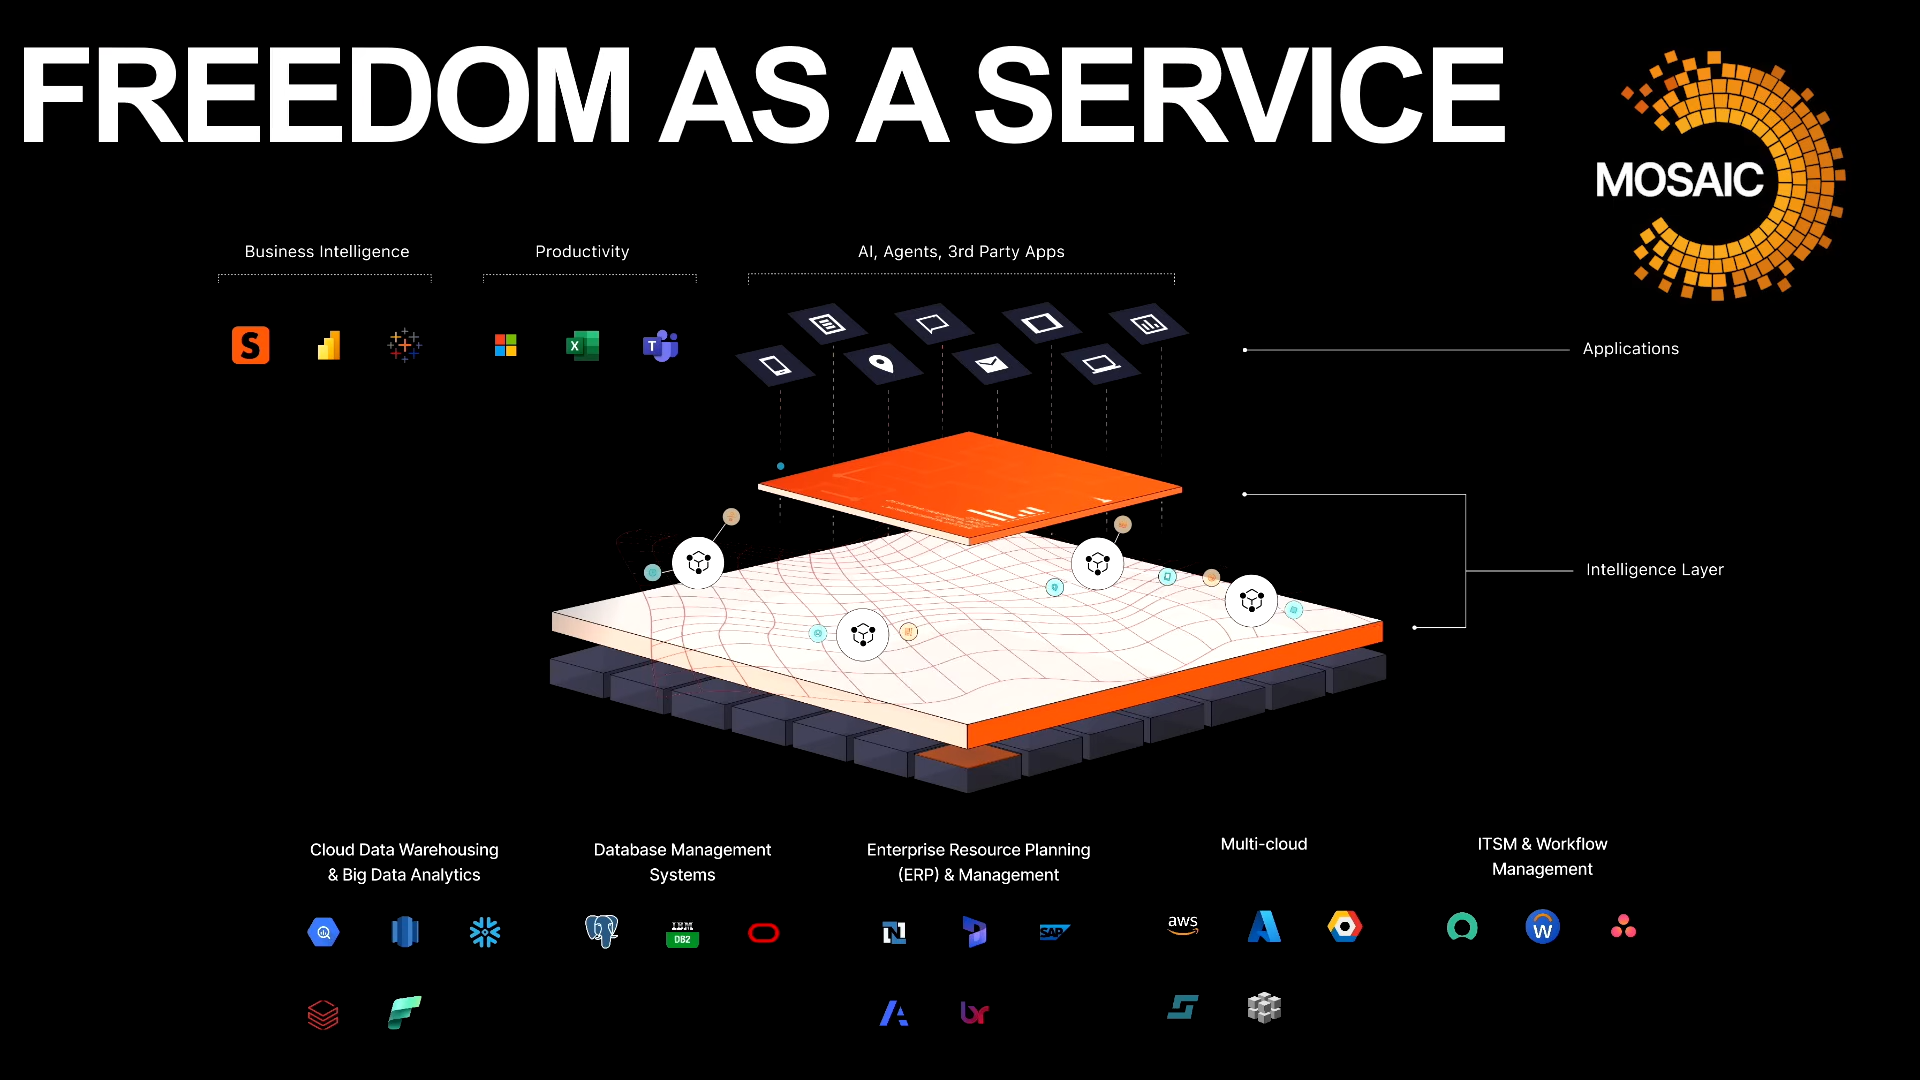 FREEDOM AS A SERVICE
MOSAIC
Business Intelligence
Productivity
AI, Agents, 3rd Party Apps
S
X
T
Applications
Intelligence Layer
Cloud Data Warehousing
& Big Data Analytics
Database Management
Systems
Enterprise Resource Planning
(ERP) & Management
Multi-cloud
ITSM & Workflow
Management
IBM
DB2
N
SAP
aws
W
br